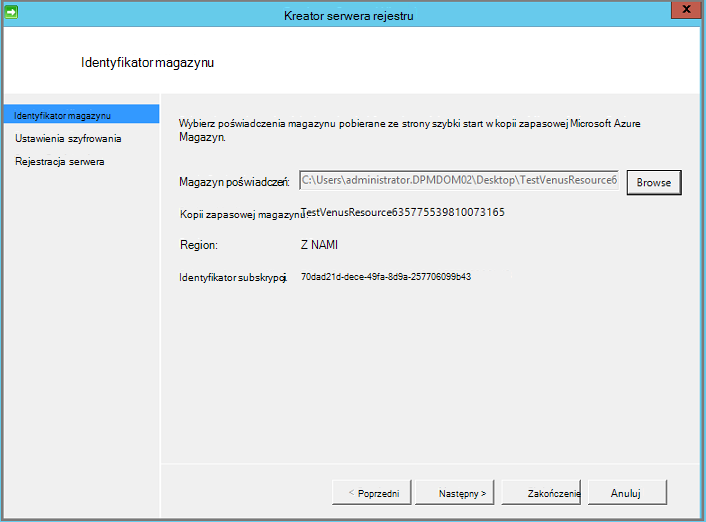 Kreator serwera rejestru
x
Identyfikator magazynu
Identyfikator magazynu
Ustawienia szyfrowania
Rejestracja serwera
Wybierz poświadczenia magazynu pobierane ze strony szybki start w kopii zapasowej Microsoft Azure
Magazyn.
Magazyn poświadczeń: C:\Users\administrator.DPMDOM02\Desktop\TestVenusResource6 Browse
Kopii zapasowej magazynu TestVenusResource635775539810073165
Region: Z NAMI
Identyfikator subskrypcji. 70dad21d-dece-49fa-8d9a-257706099b43
< Poprzedni Następny > Zakończenie Anuluj